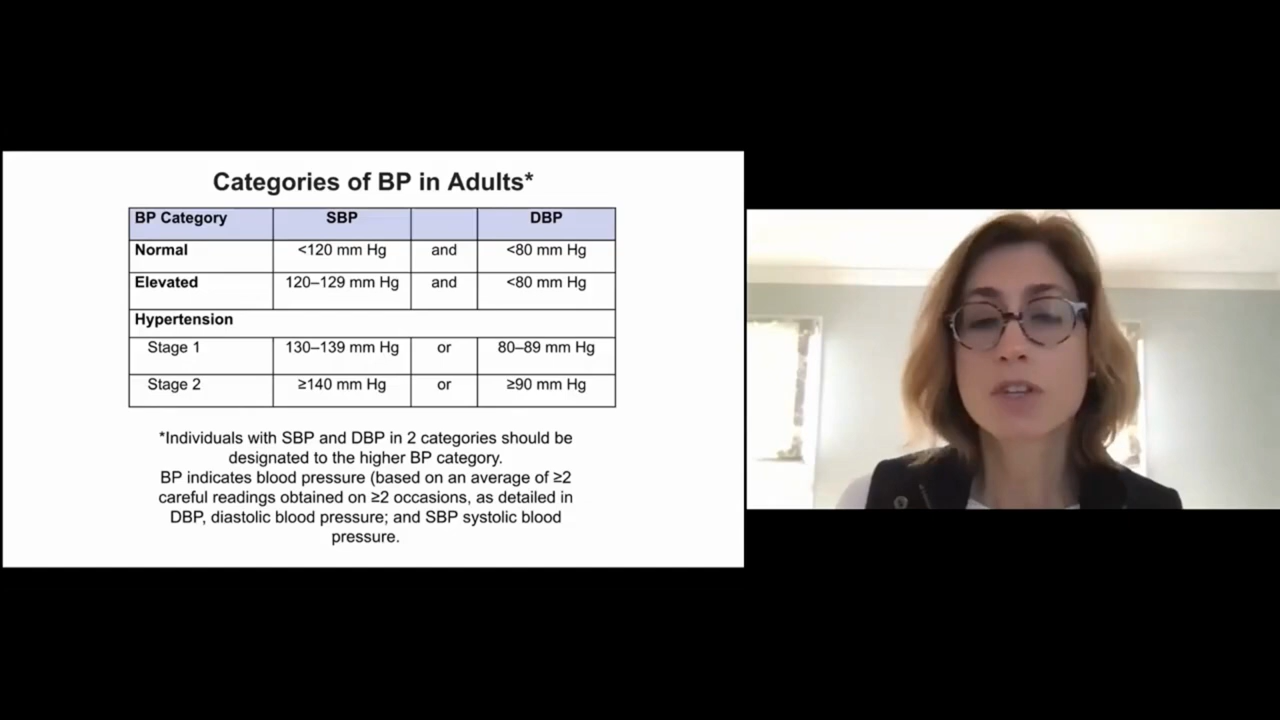 Categories of BP in Adults*
BP Category SBP DBP
Normal <120 mm Hg and <80 mm Hg
Elevated 120–129 mm Hg and <80 mm Hg
Hypertension
Stage 1 130–139 mm Hg or 80–89 mm Hg
Stage 2 ≥140 mm Hg or ≥90 mm Hg
*Individuals with SBP and DBP in 2 categories should be
designated to the higher BP category.
BP indicates blood pressure (based on an average of ≥2
careful readings obtained on ≥2 occasions, as detailed in
DBP, diastolic blood pressure; and SBP systolic blood
pressure.